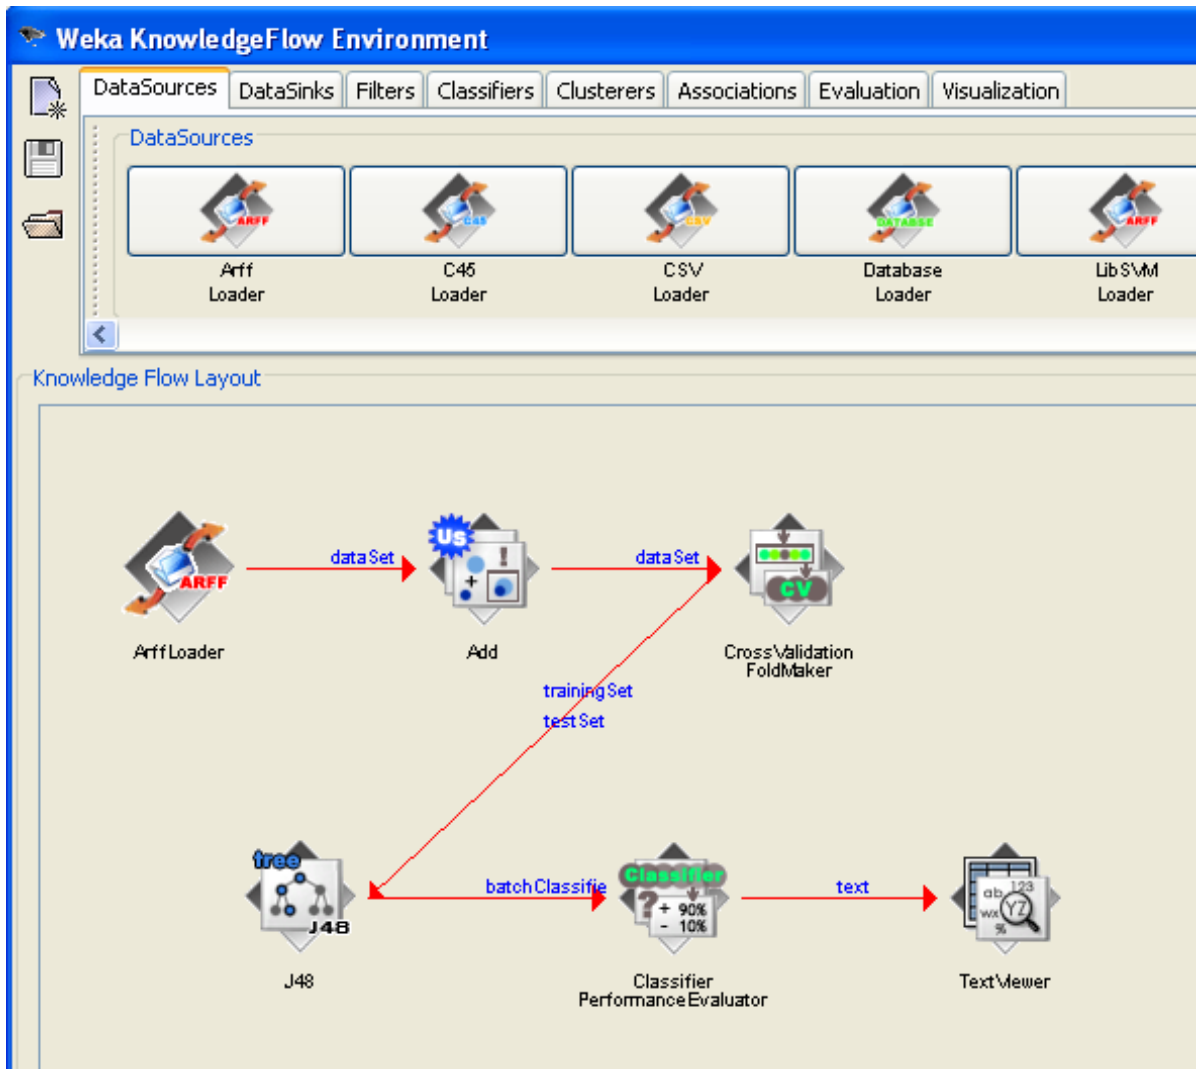 Weka KnowledgeFlow Environment
DataSources DataSinks Filters Classifiers Clusterers Associations Evaluation Visualization
DataSources
ARFF C45 CSV DATABSE ARFF
Arff Loader
C45 Loader
CSV Loader
Database Loader
LibSVM Loader
Knowledge Flow Layout
ARFF
ArffLoader
dataSet
Us
Add
dataSet
CV
CrossValidation
FoldMaker
trainingSet
testSet
tree
J48
J48
batchClassifie
Classifier
? + 90%
- 10%
Classifier
PerformanceEvaluator
text
ab 123
wx YZ
%
TextViewer